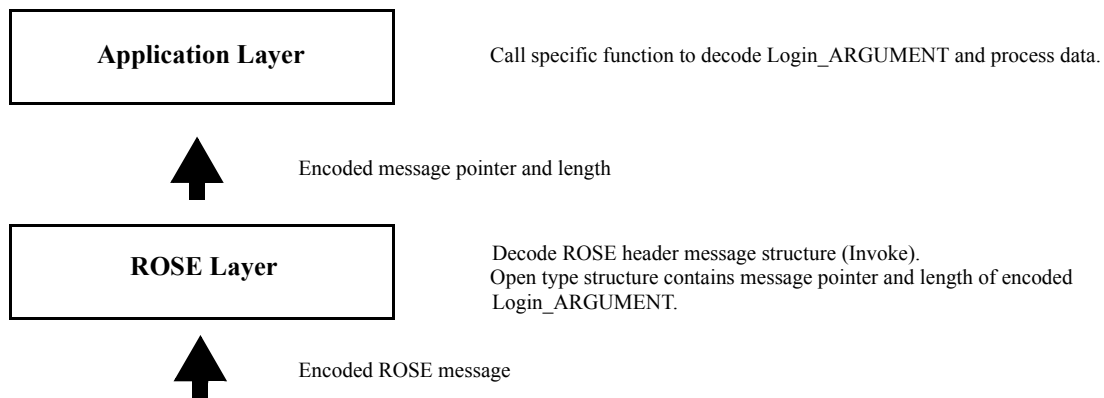 Application Layer
Call specific function to decode Login_ARGUMENT and process data.
Encoded message pointer and length
ROSE Layer
Decode ROSE header message structure (Invoke).
Open type structure contains message pointer and length of encoded
Login_ARGUMENT.
Encoded ROSE message